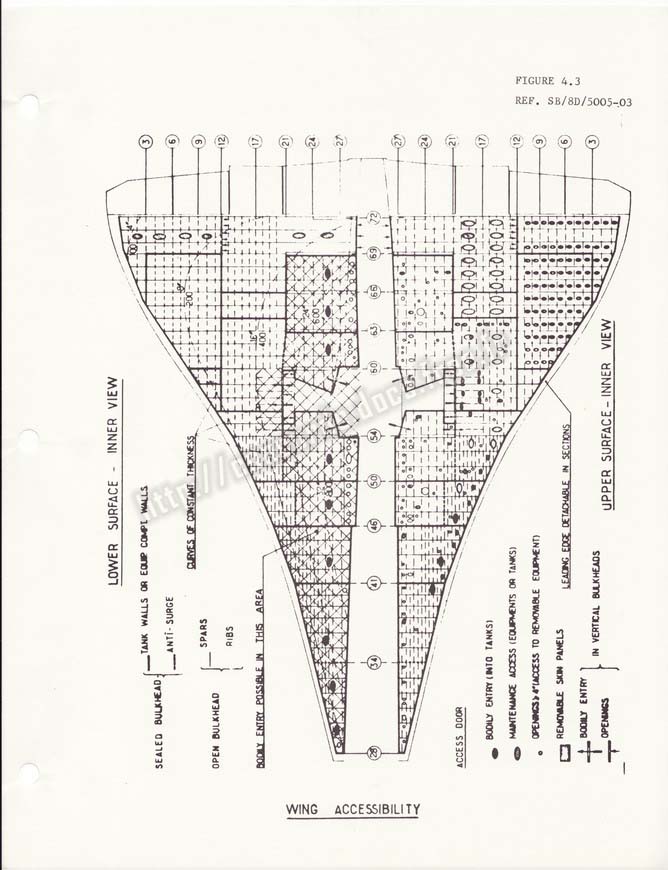 FIGURE 4.3
REF. SB/8D/5005-03
3 6 9 12 17 21 24 27 27 24 21 17 12 9 6 3
72
69
66
63
60
54
50
46
41
34
28
100
8"
200
16"
400
24"
600
800
LOWER SURFACE - INNER VIEW
UPPER SURFACE - INNER VIEW
SEALED BULKHEAD
TANK WALLS OR EQUIP COMPT WALLS
ANTI-SURGE
OPEN BULKHEAD
SPARS
RIBS
CURVES OF CONSTANT THICKNESS
BODILY ENTRY POSSIBLE IN THIS AREA
LEADING EDGE DETACHABLE IN SECTIONS
ACCESS DOOR
BODILY ENTRY (INTO TANKS)
MAINTENANCE ACCESS (EQUIPMENTS OR TANKS)
OPENINGS > 4" (ACCESS TO REMOVABLE EQUIPMENT)
REMOVABLE SKIN PANELS
BODILY ENTRY
OPENINGS
IN VERTICAL BULKHEADS
WING ACCESSIBILITY